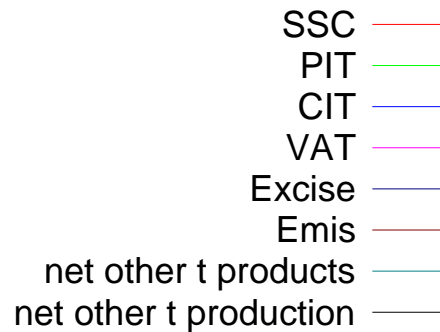 SSC
PIT
CIT
VAT
Excise
Emis
net other t products
net other t production